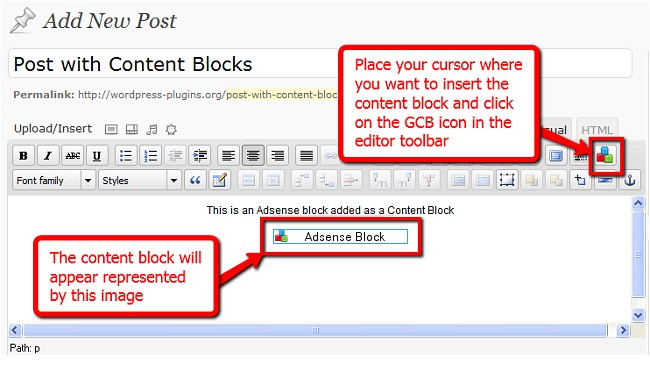 Add New Post
Post with Content Blocks
Permalink: http://wordpress-plugins.org/post-with-content-bloc
Place your cursor where
you want to insert the
content block and click
on the GCB icon in the
editor toolbar
Upload/Insert
HTML
B I ABC U
Font family Styles
This is an Adsense block added as a Content Block
Adsense Block
The content block will
appear represented
by this image
Path: p